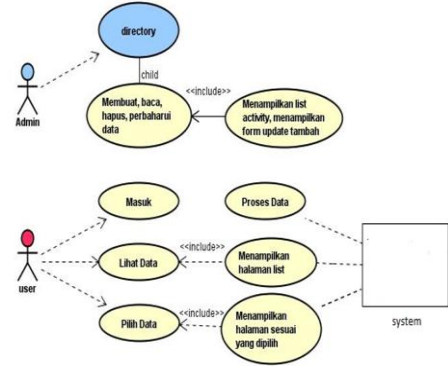 directory
child
Admin
Membuat, baca,
hapus, perbaharui
data
<<include>>
Menampilkan list
activity, menampilkan
form update tambah
Masuk
Proses Data
user
Lihat Data
<<include>>
Menampilkan
halaman list
Pilih Data
<<include>>
Menampilkan
halaman sesuai
yang dipilih
system